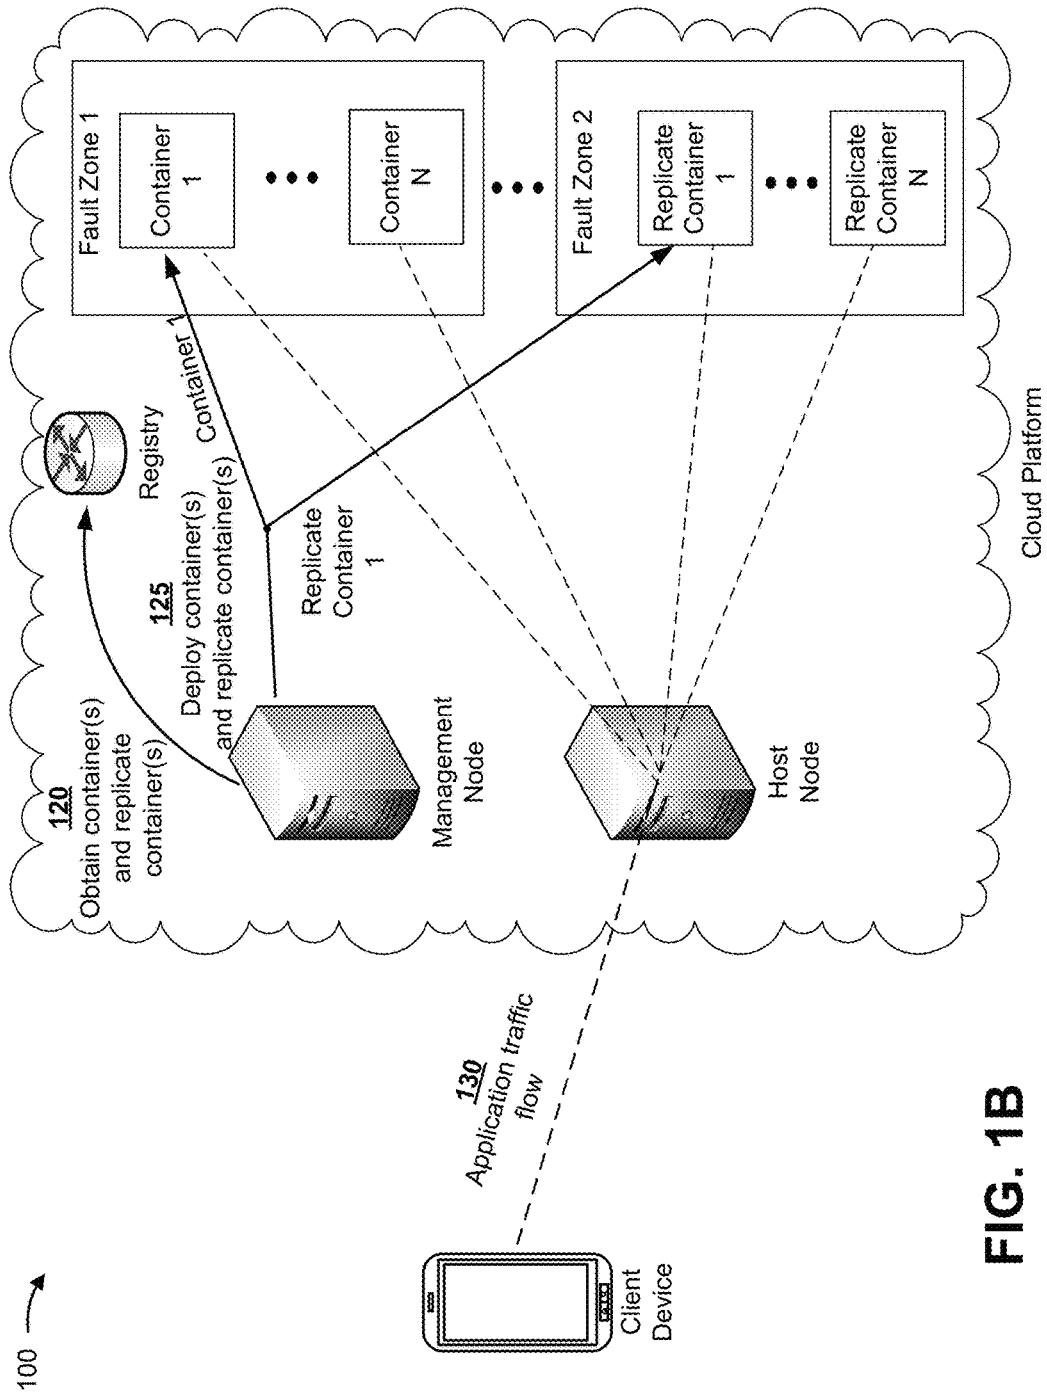 100
120
Obtain container(s)
and replicate
container(s)
Registry
125
Deploy container(s)
and replicate container(s)
Container 1
Replicate
Container
1
Management
Node
Fault Zone 1
Container
1
Container
N
Fault Zone 2
Replicate
Container
1
Replicate
Container
N
Host
Node
130
Application traffic
flow
Client
Device
Cloud Platform
FIG. 1B